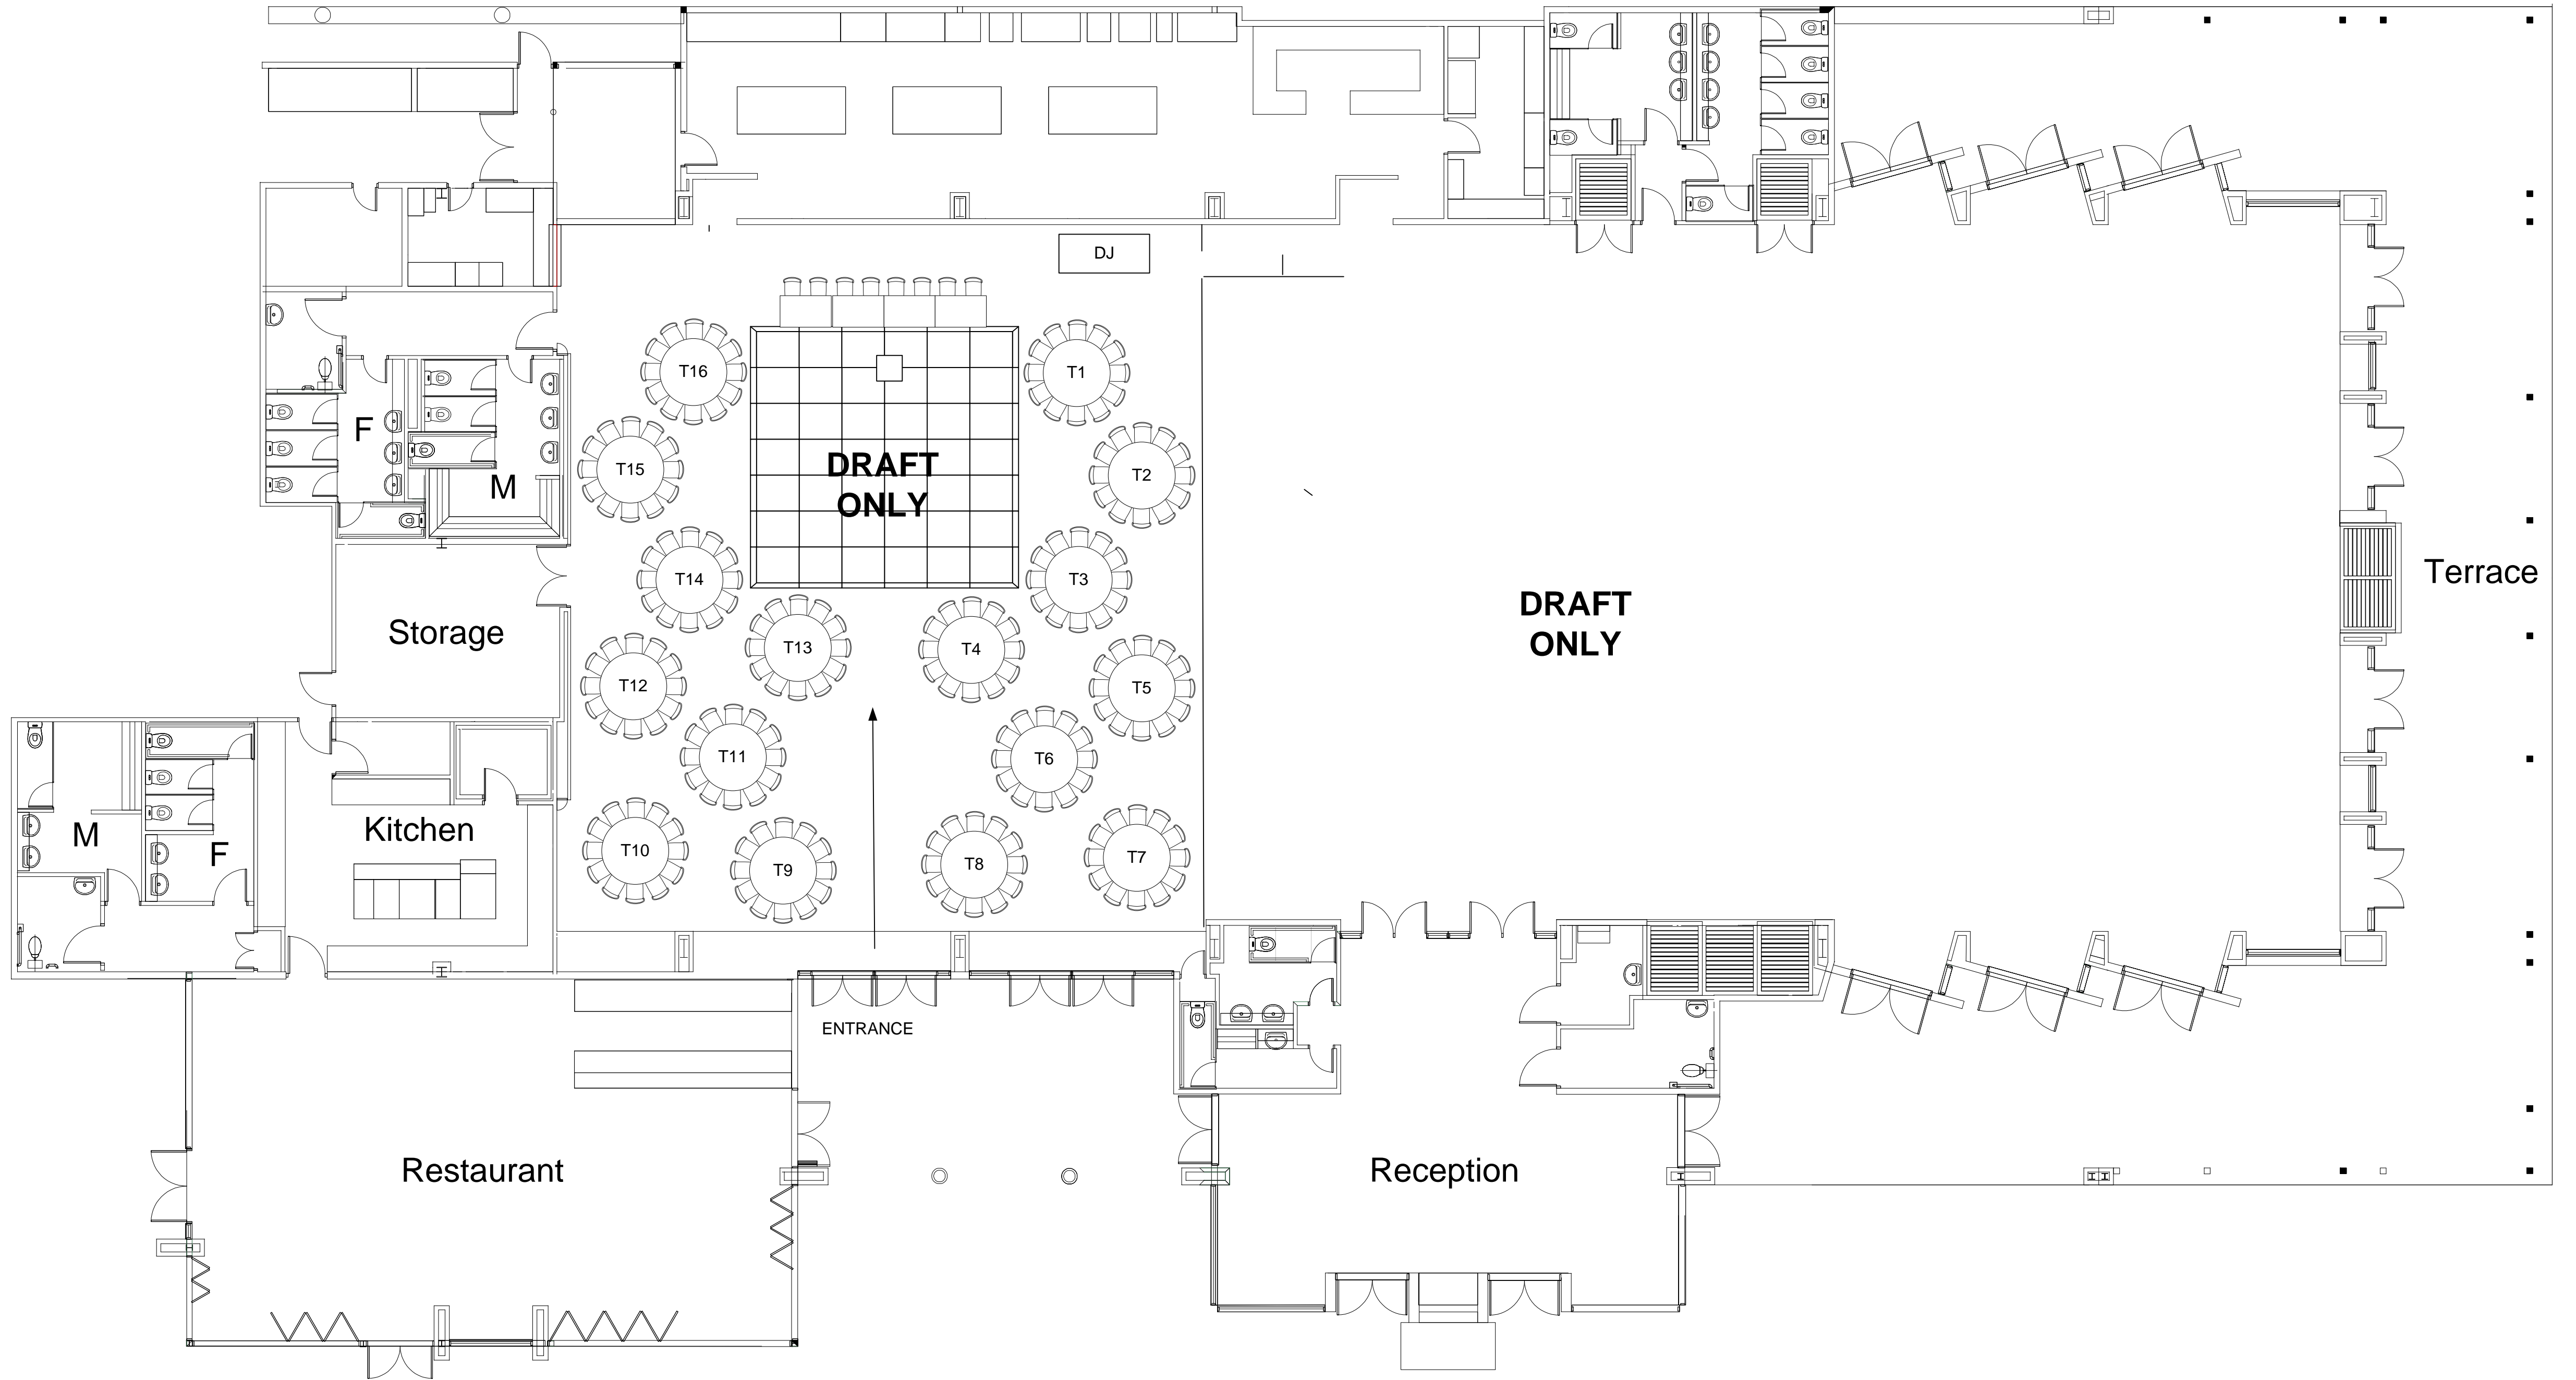 DJ
T16
T1
F
DRAFT
ONLY
T15
T2
M
T14
T3
Terrace
DRAFT
ONLY
Storage
T13
T4
T12
T5
T11
T6
M
Kitchen
F
T10
T9
T8
T7
ENTRANCE
Restaurant
Reception